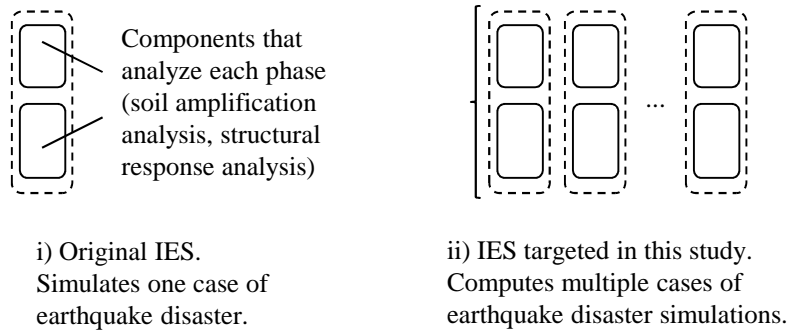 Components that
analyze each phase
(soil amplification
analysis, structural
response analysis)
...
i) Original IES.
Simulates one case of
earthquake disaster.
ii) IES targeted in this study.
Computes multiple cases of
earthquake disaster simulations.